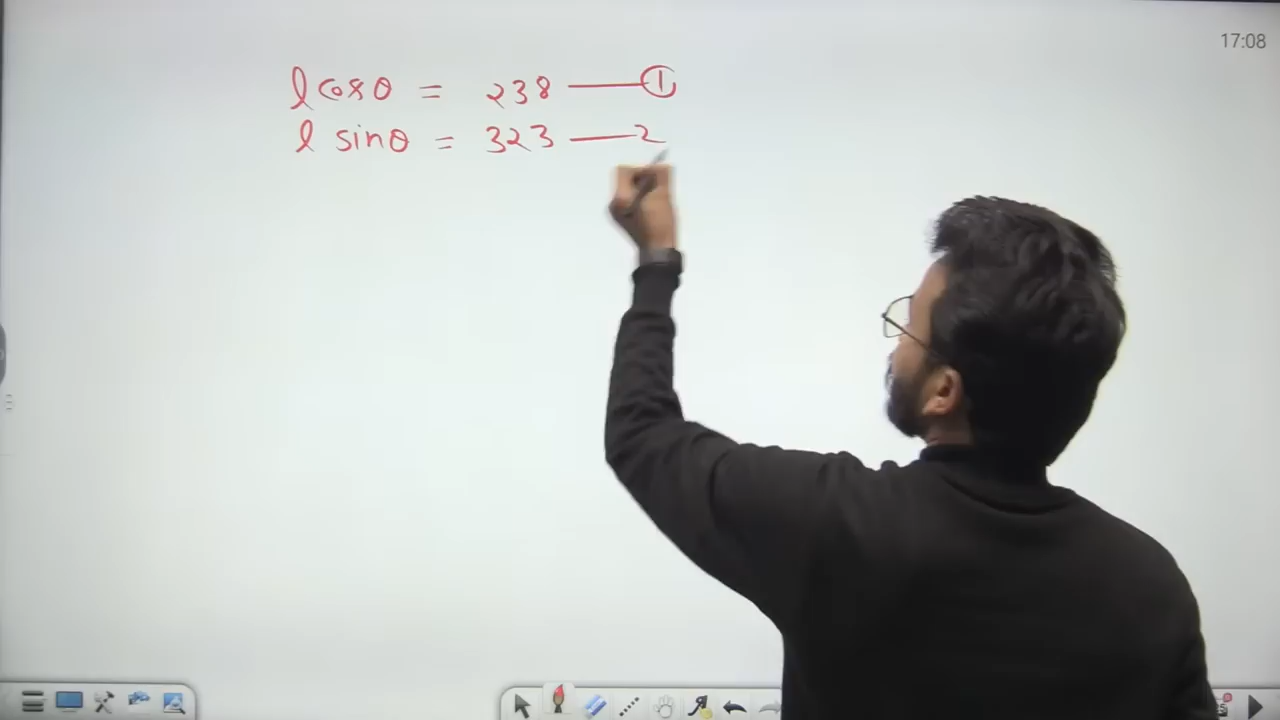 17:08
l cosθ = 238 —— ①
l sinθ = 323 —— 2